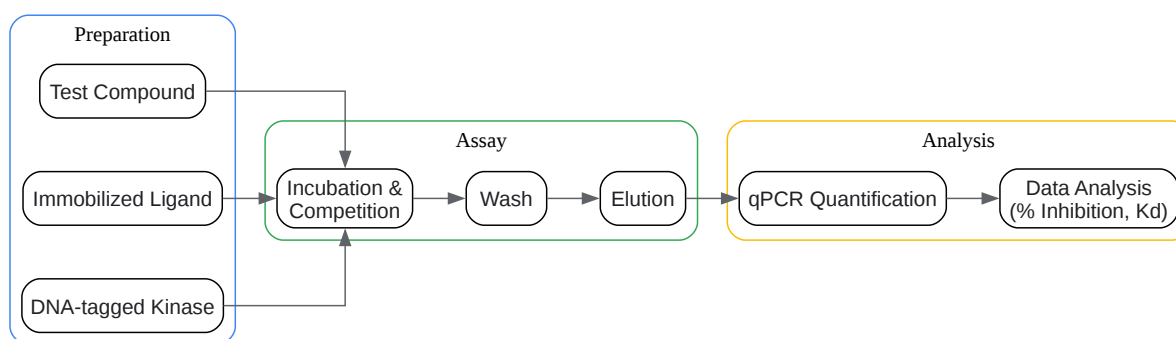 Preparation
Test Compound
Immobilized Ligand
DNA-tagged Kinase
Assay
Incubation &
Competition
Wash
Elution
Analysis
qPCR Quantification
Data Analysis
(% Inhibition, Kd)